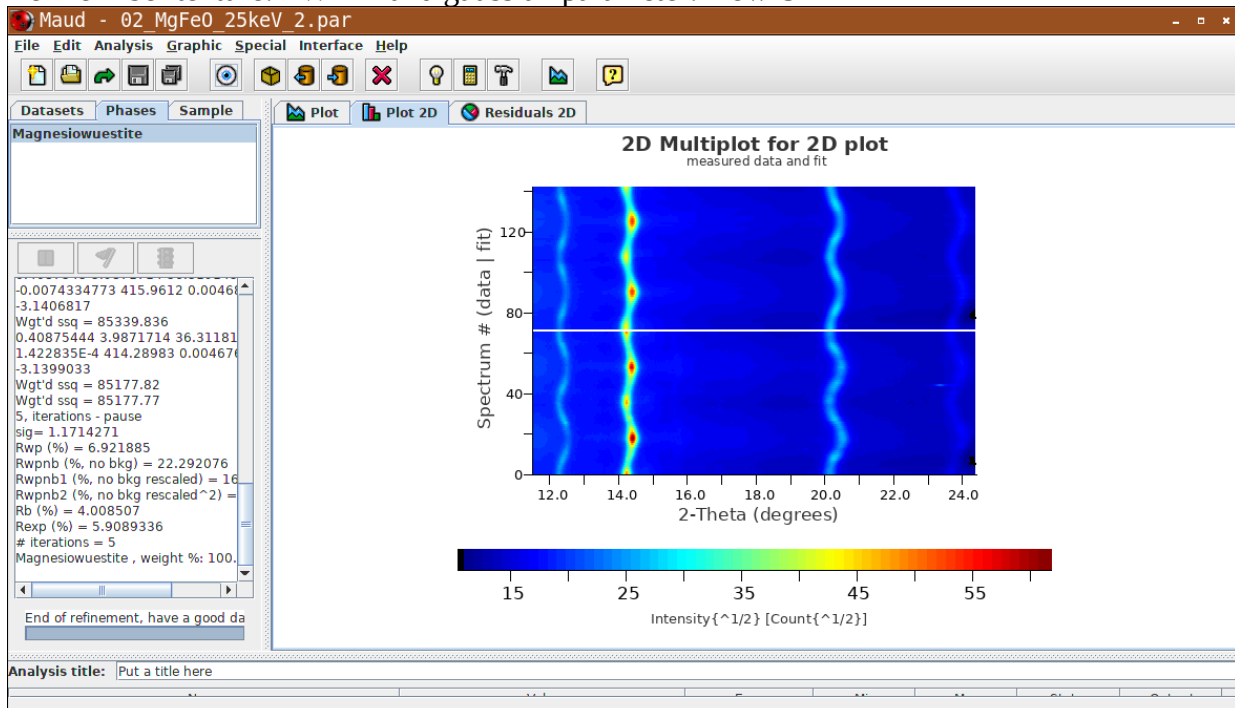 Maud - 02_MgFeO_25keV_2.par
File Edit Analysis Graphic Special Interface Help
Datasets Phases Sample
Magnesiowuestite
-0.0074334773 415.9612 0.0046
-3.1406817
Wgt'd ssq = 85339.836
0.40875444 3.9871714 36.31181
1.422835E-4 414.28983 0.00467
-3.1399033
Wgt'd ssq = 85177.82
Wgt'd ssq = 85177.77
5, iterations - pause
sig= 1.1714271
Rwp (%) = 6.921885
Rwpnb (%, no bkg) = 22.292076
Rwpnb1 (%, no bkg rescaled) = 16
Rwpnb2 (%, no bkg rescaled^2) =
Rb (%) = 4.008507
Rexp (%) = 5.9089336
# iterations = 5
Magnesiowuestite , weight %: 100.
End of refinement, have a good da
Plot Plot 2D Residuals 2D
2D Multiplot for 2D plot
measured data and fit
Spectrum # (data | fit)
120
80
40
0
12.0 14.0 16.0 18.0 20.0 22.0 24.0
2-Theta (degrees)
15 25 35 45 55
Intensity{^1/2} [Count{^1/2}]
Analysis title: Put a title here